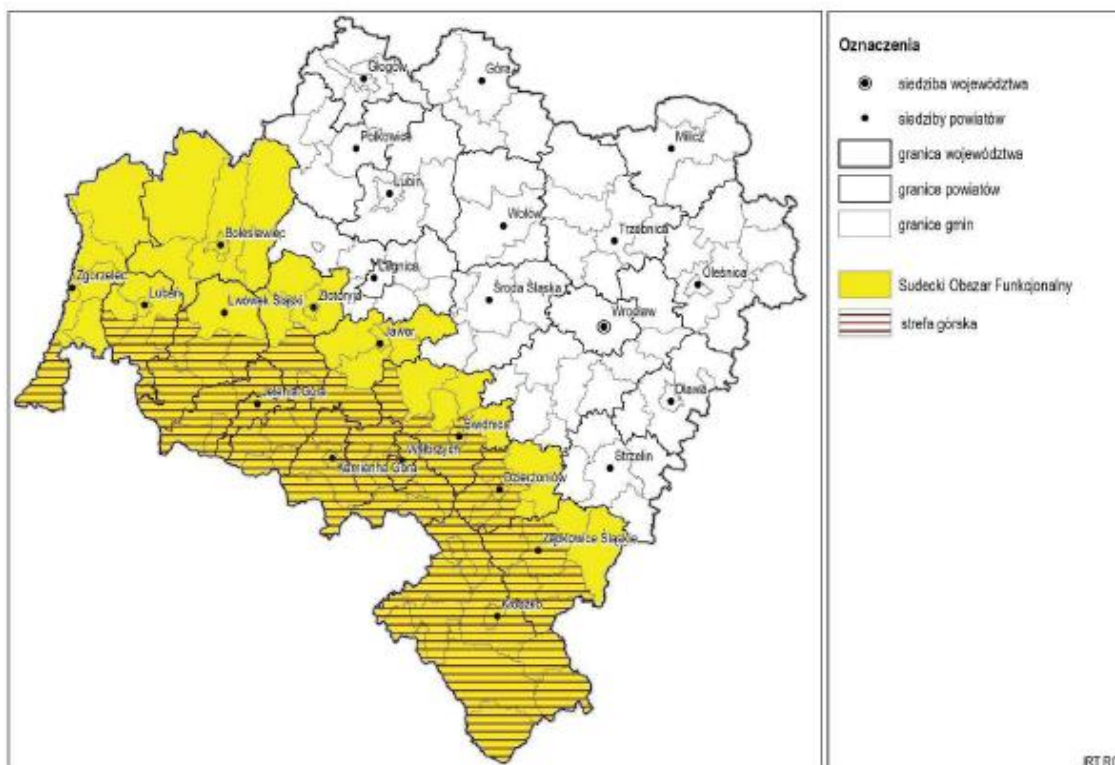 Głogów
Góra
Polkowice
Milicz
Lubin
Wołów
Trzebnica
Bolesławiec
Legnica
Oleśnica
Zgorzelec
Lubań
Lwówek Śląski
Złotoryja
Środa Śląska
Wrocław
Jawor
Jelenia Góra
Oława
Świdnica
Wałbrzych
Kamienna Góra
Strzelin
Dzierżoniów
Ząbkowice Śląskie
Kłodzko
Oznaczenia
siedziba województwa
siedziby powiatów
granica województwa
granice powiatów
granice gmin
Sudecki Obszar Funkcjonalny
strefa górska